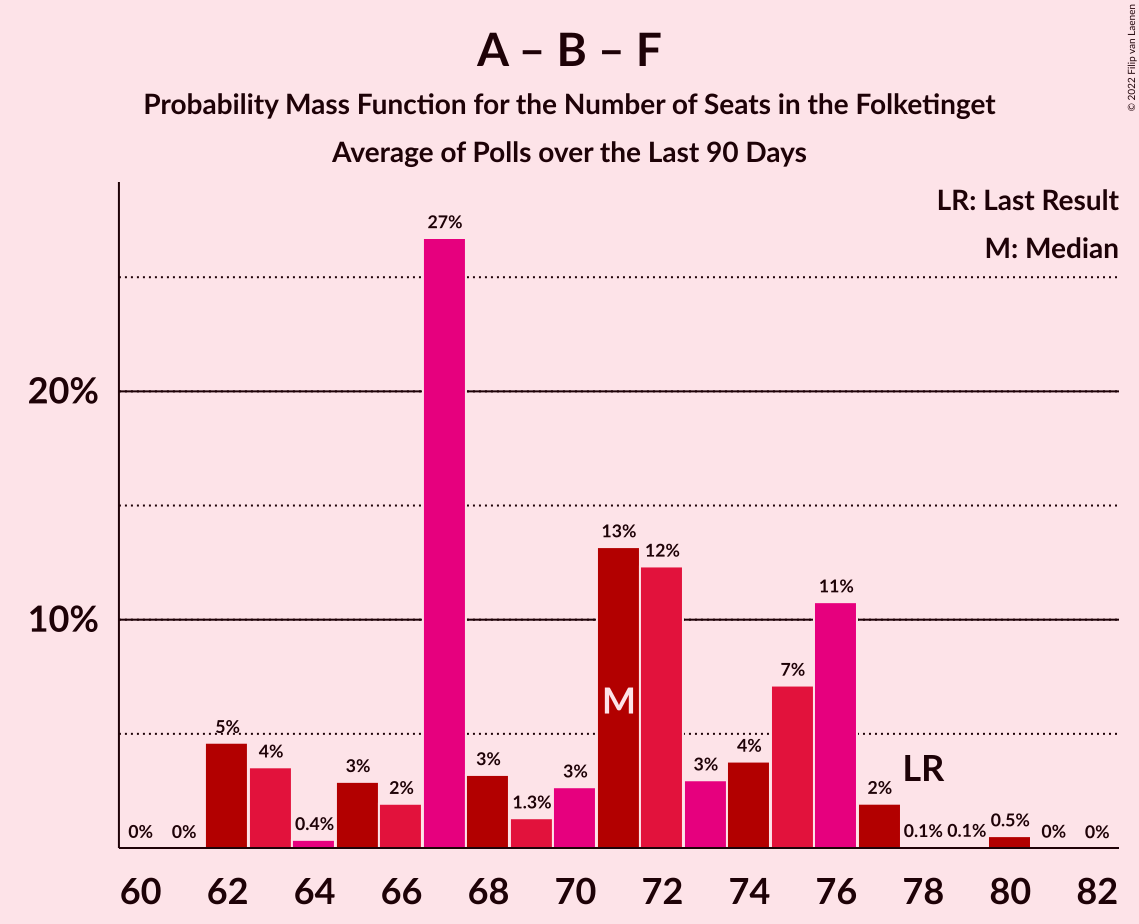 A – B – F
Probability Mass Function for the Number of Seats in the Folketinget
Average of Polls over the Last 90 Days
© 2022 Filip van Laenen
LR: Last Result
M: Median
20%
10%
0%
0%
5%
4%
0.4%
3%
2%
27%
3%
1.3%
3%
13%
M
12%
3%
4%
7%
11%
2%
LR
0.1%
0.1%
0.5%
0%
0%
60 62 64 66 68 70 72 74 76 78 80 82